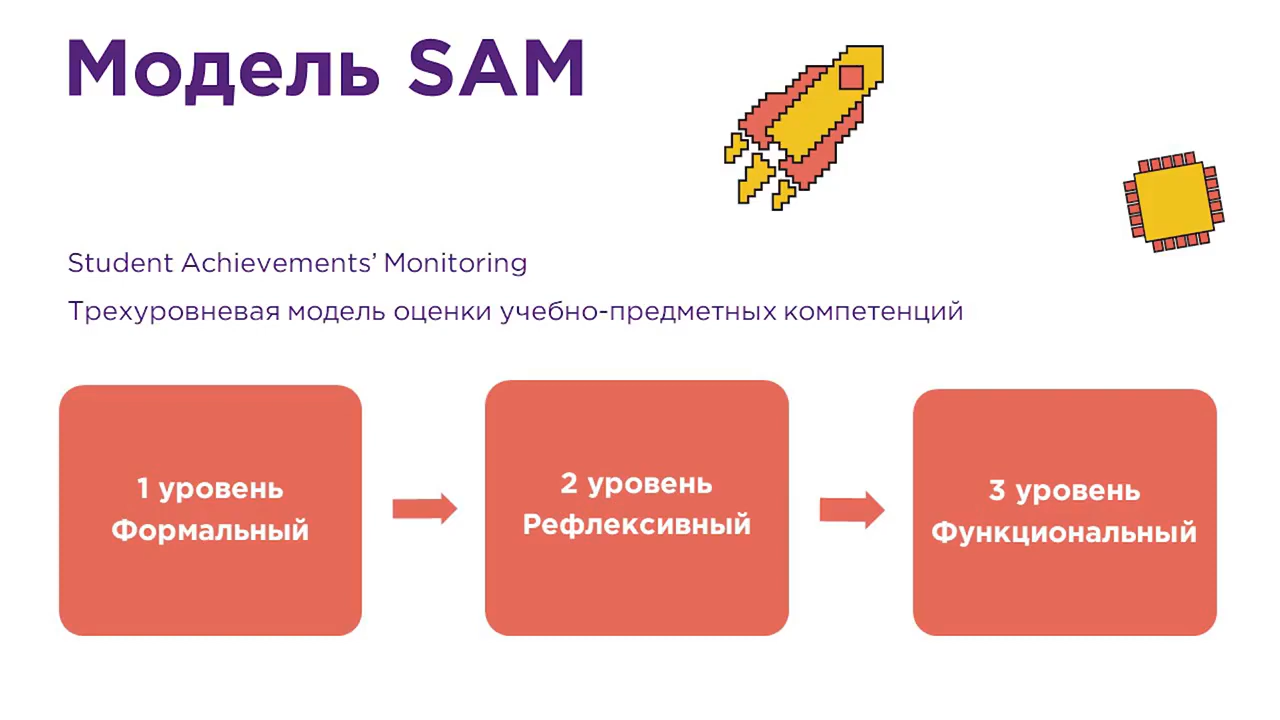 Модель SAM
Student Achievements’ Monitoring
Трехуровневая модель оценки учебно-предметных компетенций
1 уровень
Формальный
2 уровень
Рефлексивный
3 уровень
Функциональный